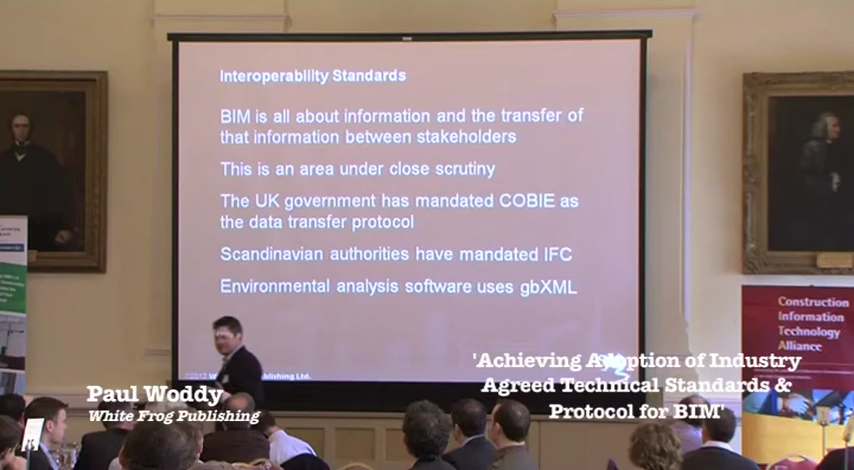 Interoperability Standards
BIM is all about information and the transfer of
that information between stakeholders
This is an area under close scrutiny
The UK government has mandated COBIE as
the data transfer protocol
Scandinavian authorities have mandated IFC
Environmental analysis software uses gbXML
Publishing Ltd.
Construction
Information
Technology
Alliance
'Achieving Adoption of Industry
Agreed Technical Standards &
Protocol for BIM'
Paul Woddy
White Frog Publishing